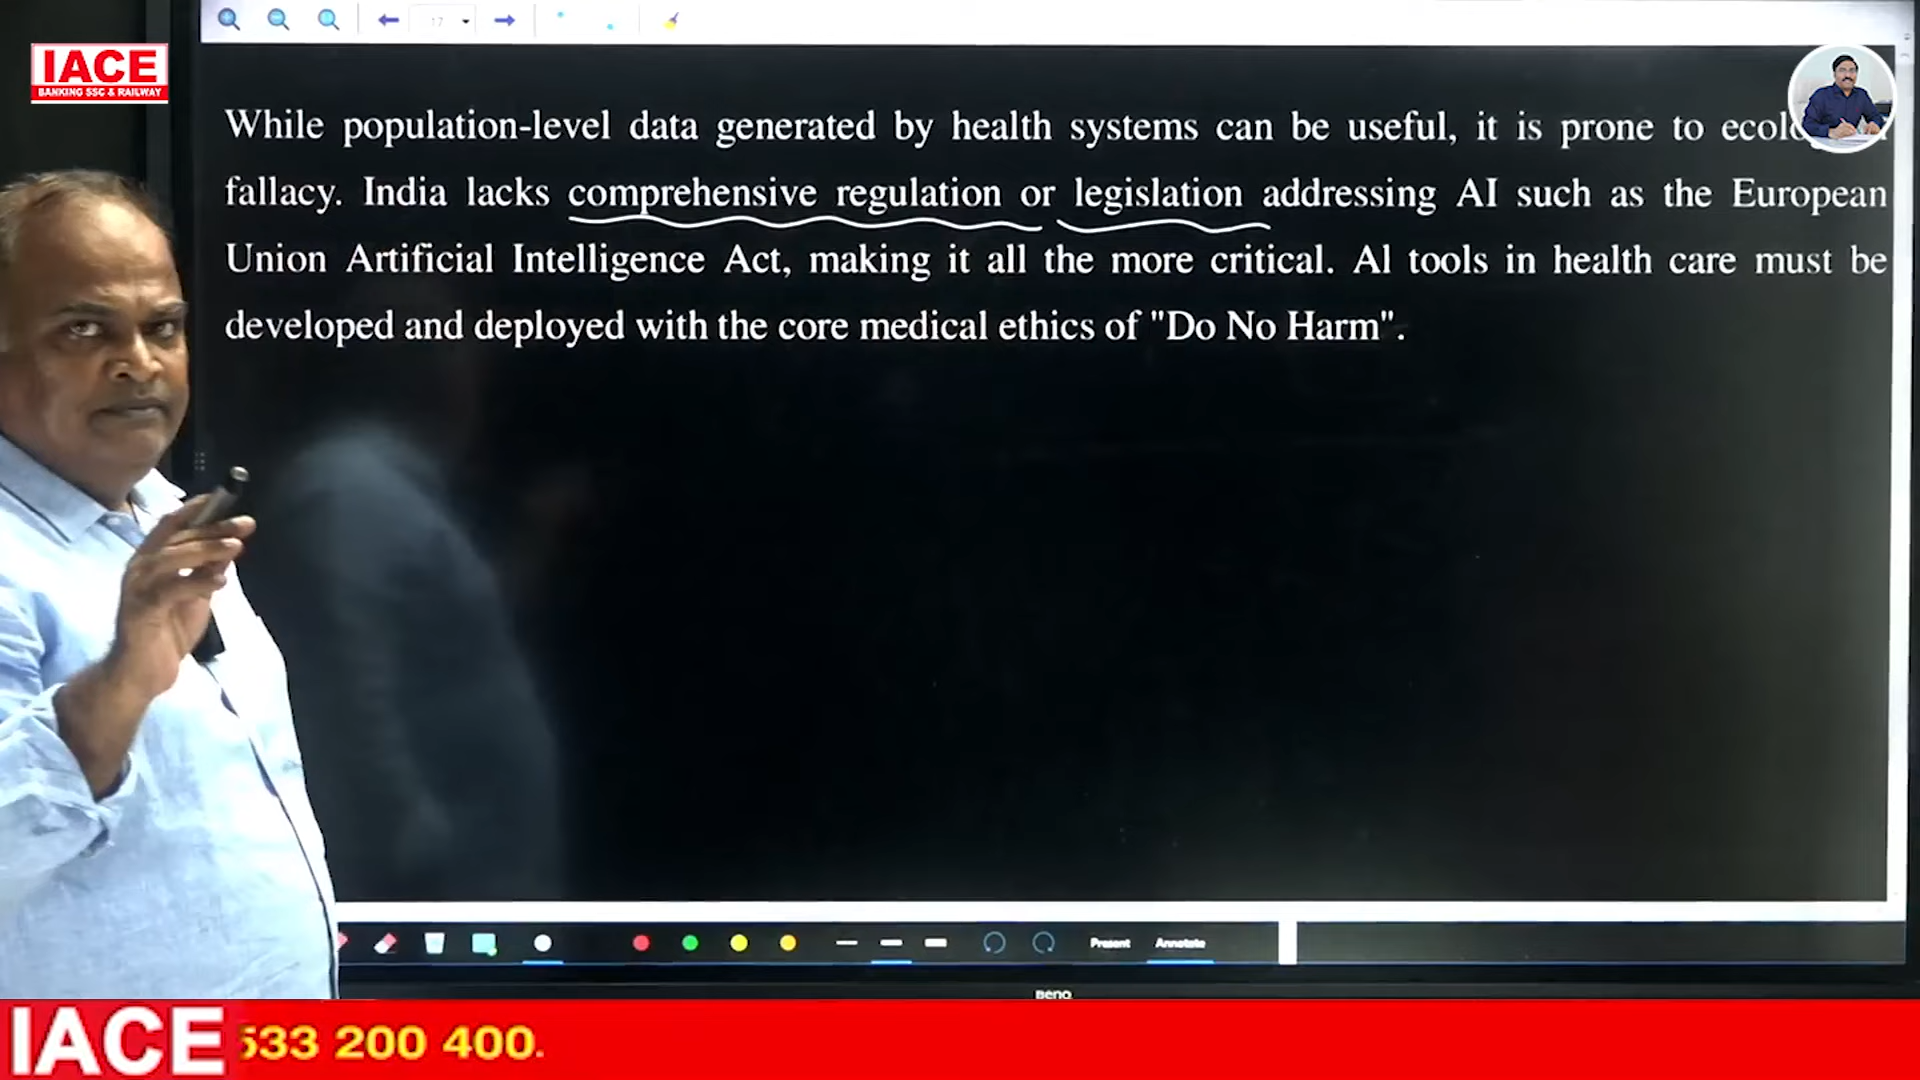 17
IACE
BANKING SSC & RAILWAY
While population-level data generated by health systems can be useful, it is prone to
fallacy. India lacks comprehensive regulation or legislation addressing AI such as the European
Union Artificial Intelligence Act, making it all the more critical. Al tools in health care must be
developed and deployed with the core medical ethics of "Do No Harm".
Present Annotate
BenQ
IACE 533 200 400.